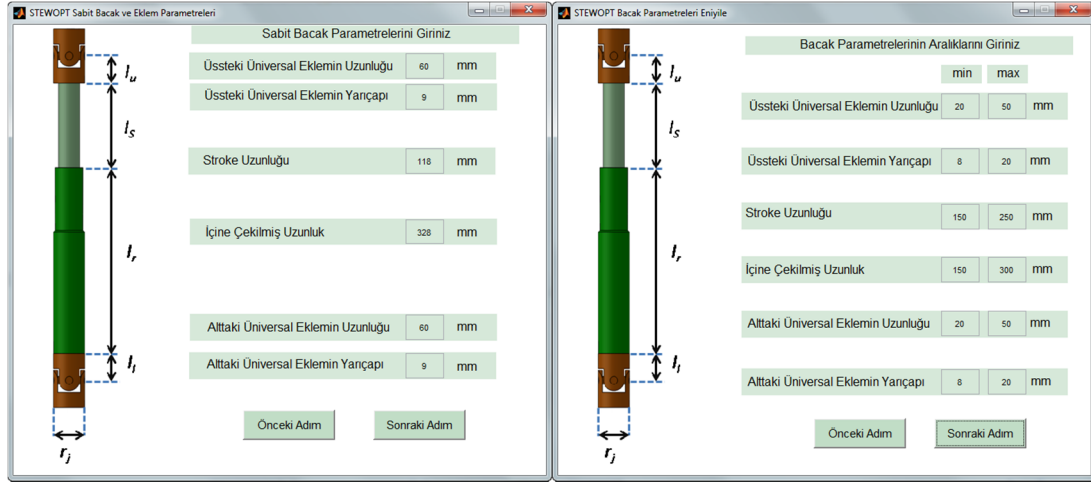 STEWOPT Sabit Bacak ve Eklem Parametreleri
Sabit Bacak Parametrelerini Giriniz
Üssteki Üniversal Eklemin Uzunluğu 60 mm
Üssteki Üniversal Eklemin Yarıçapı 9 mm
Stroke Uzunluğu 118 mm
İçine Çekilmiş Uzunluk 328 mm
Alttaki Üniversal Eklemin Uzunluğu 60 mm
Alttaki Üniversal Eklemin Yarıçapı 9 mm
Önceki Adım Sonraki Adım
l_u
l_S
l_r
l_l
r_j
STEWOPT Bacak Parametreleri Eniyile
Bacak Parametrelerinin Aralıklarını Giriniz
min max
Üssteki Üniversal Eklemin Uzunluğu 20 50 mm
Üssteki Üniversal Eklemin Yarıçapı 8 20 mm
Stroke Uzunluğu 150 250 mm
İçine Çekilmiş Uzunluk 150 300 mm
Alttaki Üniversal Eklemin Uzunluğu 20 50 mm
Alttaki Üniversal Eklemin Yarıçapı 8 20 mm
Önceki Adım Sonraki Adım
l_u
l_S
l_r
l_l
r_j